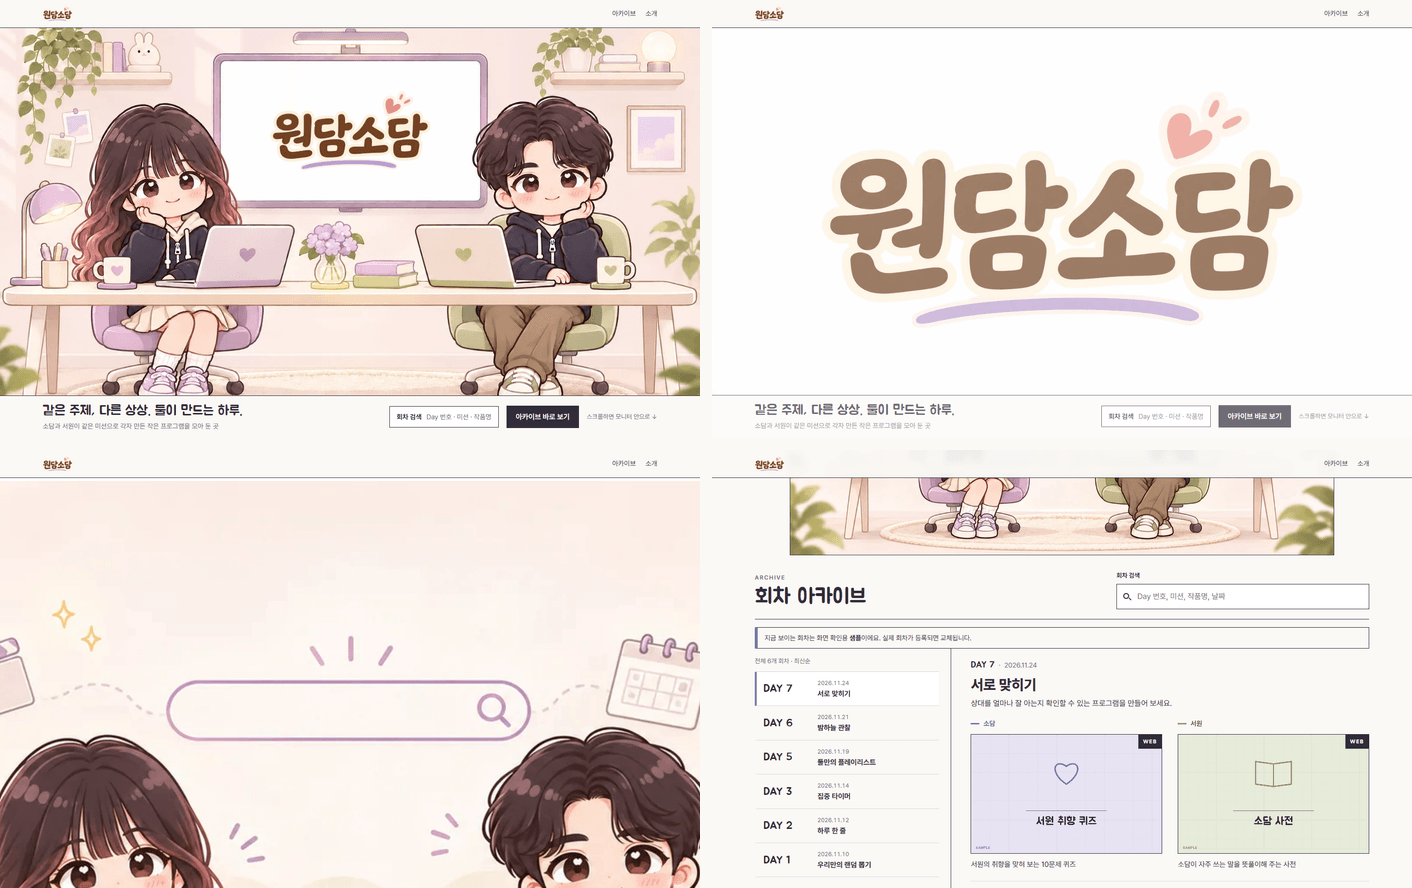 원담소담
아카이브 소개
원담소담
같은 주제, 다른 상상. 둘이 만드는 하루.
소담과 서원이 같은 미션으로 각자 만든 작은 프로그램을 모아 둔 곳
회차 검색 Day 번호 · 미션 · 작품명
아카이브 바로 보기
스크롤하면 모니터 안으로 ↓
원담소담
아카이브 소개
원담소담
같은 주제, 다른 상상. 둘이 만드는 하루.
소담과 서원이 같은 미션으로 각자 만든 작은 프로그램을 모아 둔 곳
회차 검색 Day 번호 · 미션 · 작품명
아카이브 바로 보기
스크롤하면 모니터 안으로 ↓
원담소담
아카이브 소개
원담소담
아카이브 소개
ARCHIVE
회차 아카이브
회차 검색
Day 번호, 미션, 작품명, 날짜
지금 보이는 회차는 화면 확인용 샘플이에요. 실제 회차가 등록되면 교체됩니다.
전체 6개 회차 · 최신순
DAY 7
2026.11.24
서로 맞히기
DAY 6
2026.11.21
밤하늘 관찰
DAY 5
2026.11.19
둘만의 플레이리스트
DAY 3
2026.11.14
집중 타이머
DAY 2
2026.11.12
하루 한 줄
DAY 1
2026.11.10
우리만의 랜덤 뽑기
DAY 7 · 2026.11.24
서로 맞히기
상대를 얼마나 잘 아는지 확인할 수 있는 프로그램을 만들어 보세요.
소담
WEB
서원 취향 퀴즈
SAMPLE
서원의 취향을 맞혀 보는 10문제 퀴즈
서원
WEB
소담 사전
SAMPLE
소담이 자주 쓰는 말을 뜻풀이해 주는 사전